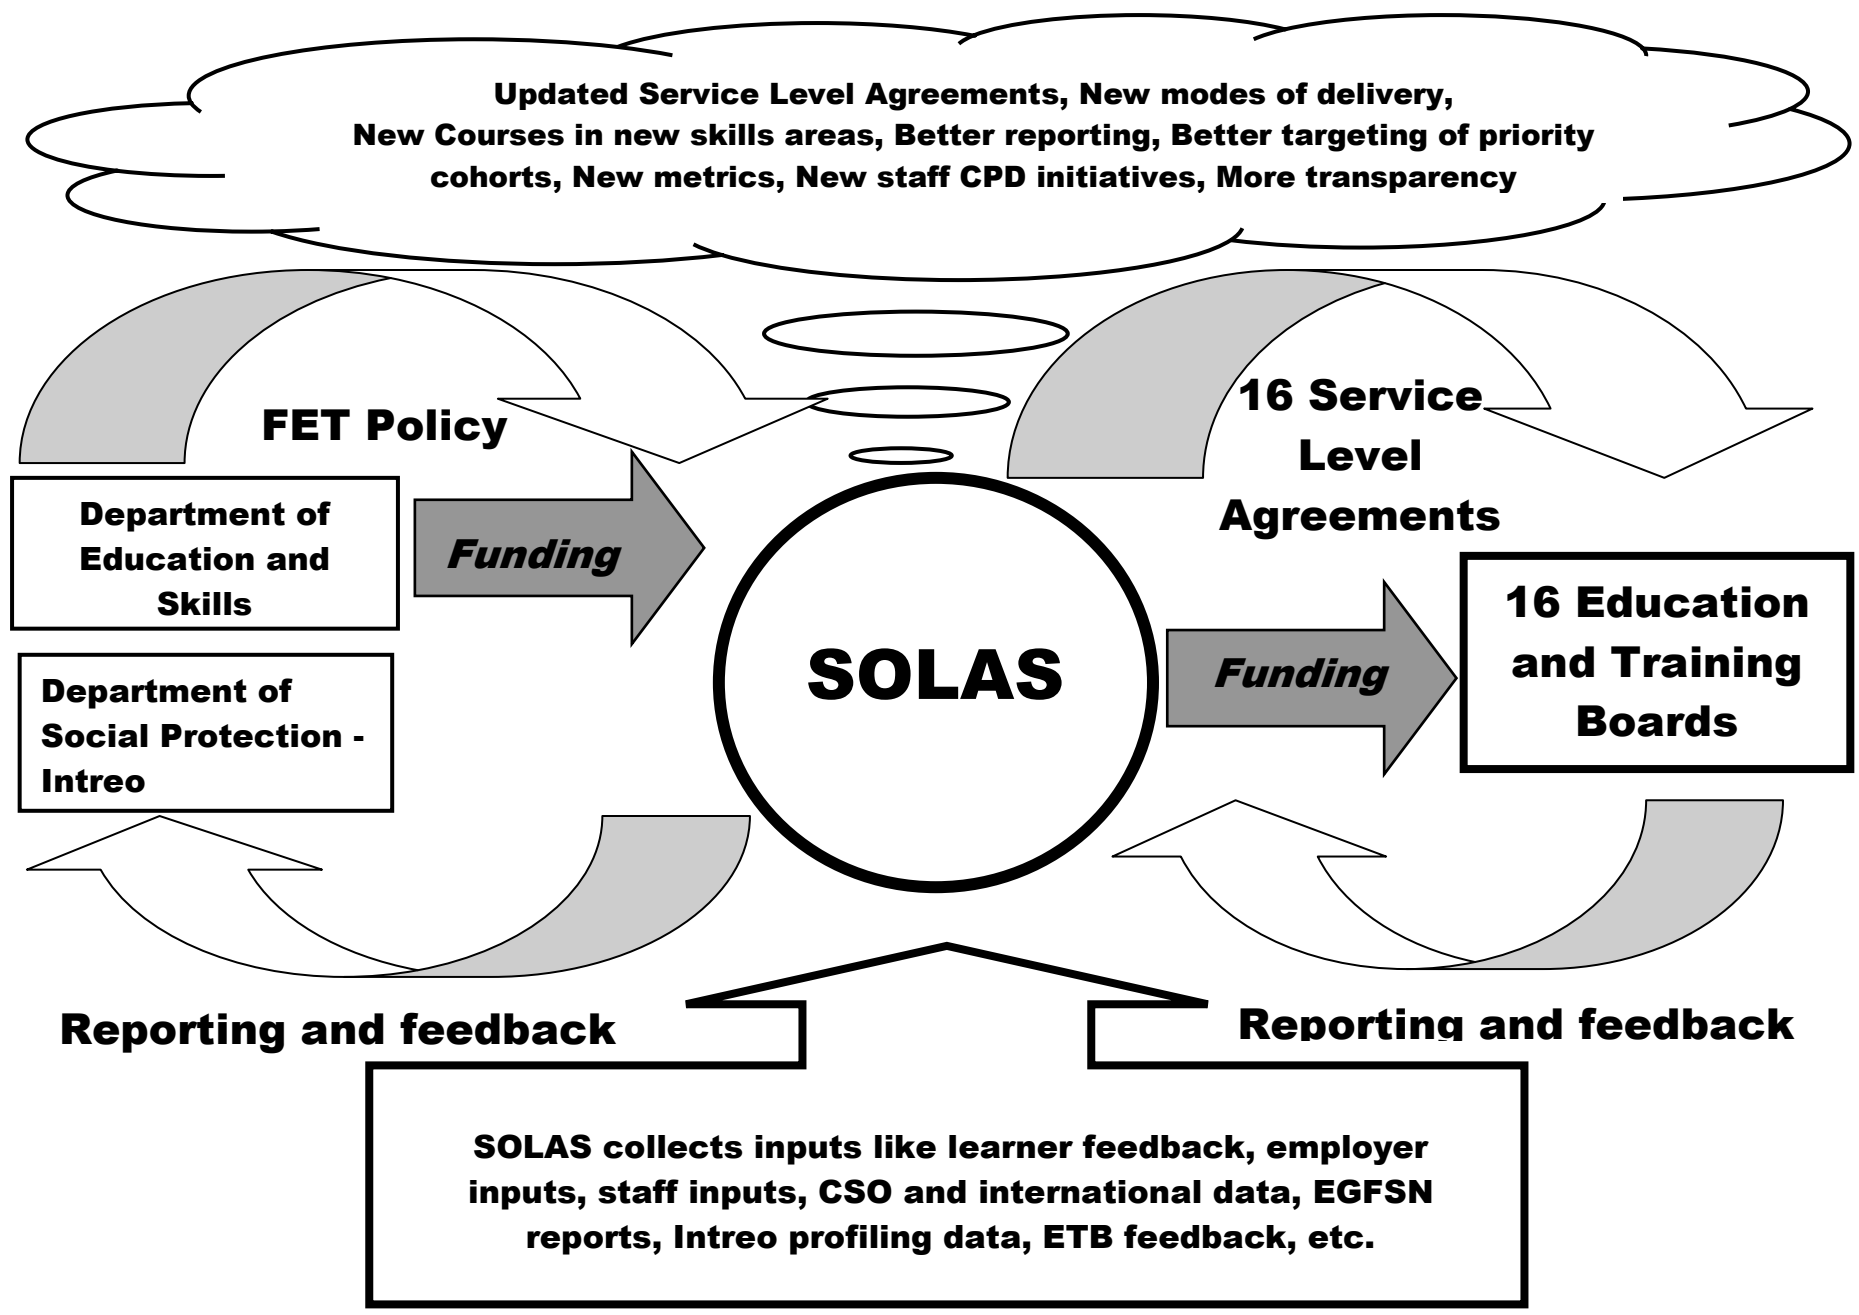 Updated Service Level Agreements, New modes of delivery,
New Courses in new skills areas, Better reporting, Better targeting of priority
cohorts, New metrics, New staff CPD initiatives, More transparency
FET Policy
16 Service
Level
Agreements
Department of
Education and
Skills
Funding
Department of
Social Protection -
Intreo
SOLAS
Funding
16 Education
and Training
Boards
Reporting and feedback
Reporting and feedback
SOLAS collects inputs like learner feedback, employer
inputs, staff inputs, CSO and international data, EGFSN
reports, Intreo profiling data, ETB feedback, etc.